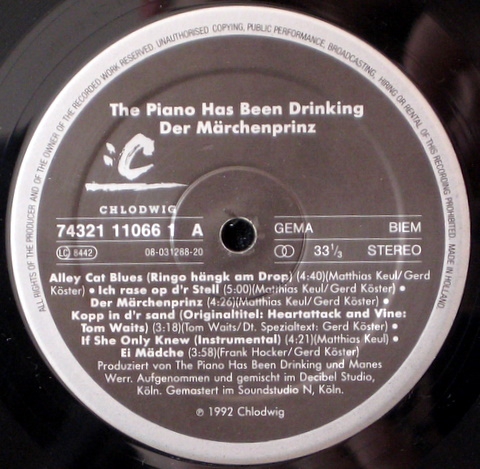 ALL RIGHTS OF THE PRODUCER AND OF THE OWNER OF THE RECORDED WORK RESERVED. UNAUTHORISED COPYING, PUBLIC PERFORMANCE, BROADCASTING, HIRING OR RENTAL OF THIS RECORDING PROHIBITED. MADE IN HOLLAND
The Piano Has Been Drinking
Der Märchenprinz
C
CHLODWIG
74321 11066 1 A
GEMA BIEM
LC 8442 08-031288-20
33 1/3 STEREO
Alley Cat Blues (Ringo hängk am Drop) (4:40)(Matthias Keul/Gerd
Köster) • Ich rase op d'r Stell (5:00)(Matthias Keul/Gerd Köster) •
Der Märchenprinz (4:26)(Matthias Keul/Gerd Köster) •
Kopp in d'r sand (Originaltitel: Heartattack and Vine:
Tom Waits) (3:18)(Tom Waits/Dt. Spezialtext: Gerd Köster) •
If She Only Knew (Instrumental) (4:21)(Matthias Keul) •
Ei Mädche (3:58)(Frank Hocker/Gerd Köster)
Produziert von The Piano Has Been Drinking und Manes
Werr. Aufgenommen und gemischt im Decibel Studio,
Köln. Gemastert im Soundstudio N, Köln.
℗ 1992 Chlodwig